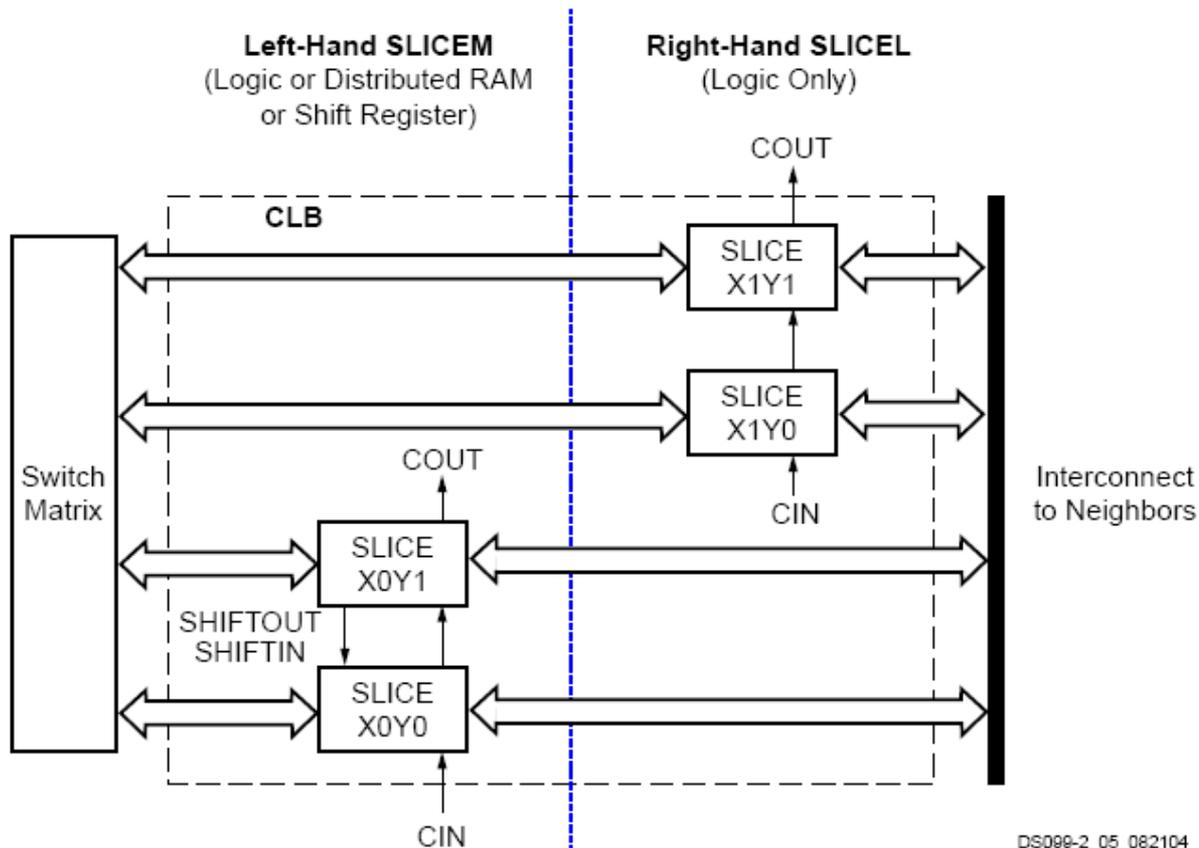 Left-Hand SLICEM
(Logic or Distributed RAM
or Shift Register)
Right-Hand SLICEL
(Logic Only)
COUT
CLB
SLICE
X1Y1
SLICE
X1Y0
CIN
Switch
Matrix
Interconnect
to Neighbors
COUT
SLICE
X0Y1
SHIFTOUT
SHIFTIN
SLICE
X0Y0
CIN
DS099-2_05_082104